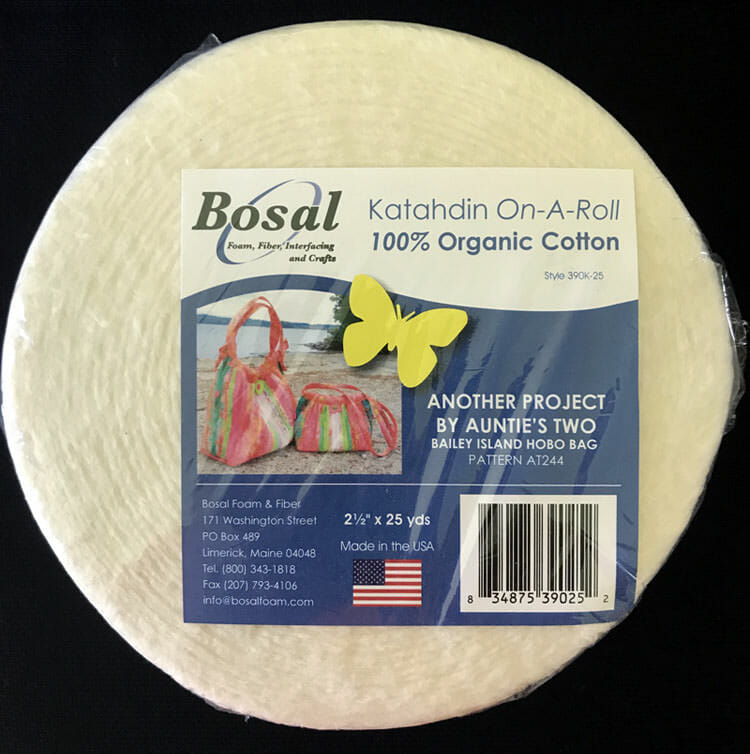 Bosal
Foam, Fiber, Interfacing
and Crafts
Katahdin On-A-Roll
100% Organic Cotton
Style 390K-25
ANOTHER PROJECT
BY AUNTIE'S TWO
BAILEY ISLAND HOBO BAG
PATTERN AT244
Bosal Foam & Fiber
171 Washington Street
PO Box 489
Limerick, Maine 04048
Tel. (800) 343-1818
Fax (207) 793-4106
info@bosalfoam.com
2½" x 25 yds
Made in the USA
8 34875 39025 2